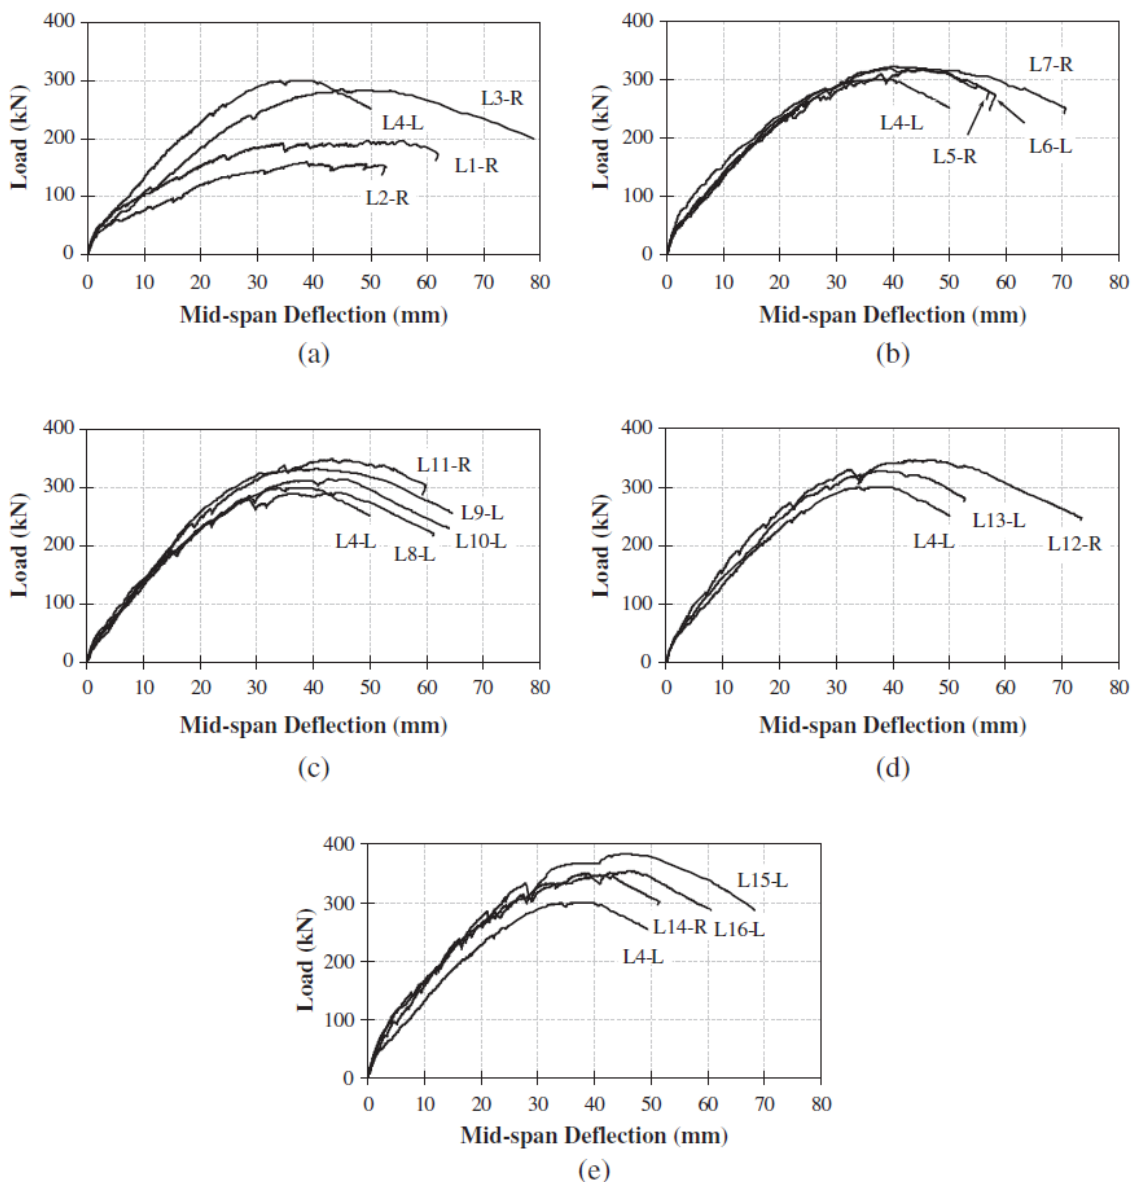 400
300
200
100
0
Load (kN)
L3-R
L4-L
L1-R
L2-R
0 10 20 30 40 50 60 70 80
Mid-span Deflection (mm)
(a)
400
300
200
100
0
Load (kN)
L7-R
L4-L
L5-R
L6-L
0 10 20 30 40 50 60 70 80
Mid-span Deflection (mm)
(b)
400
300
200
100
0
Load (kN)
L11-R
L9-L
L10-L
L4-L
L8-L
0 10 20 30 40 50 60 70 80
Mid-span Deflection (mm)
(c)
400
300
200
100
0
Load (kN)
L13-L
L4-L
L12-R
0 10 20 30 40 50 60 70 80
Mid-span Deflection (mm)
(d)
400
300
200
100
0
Load (kN)
L15-L
L14-R L16-L
L4-L
0 10 20 30 40 50 60 70 80
Mid-span Deflection (mm)
(e)